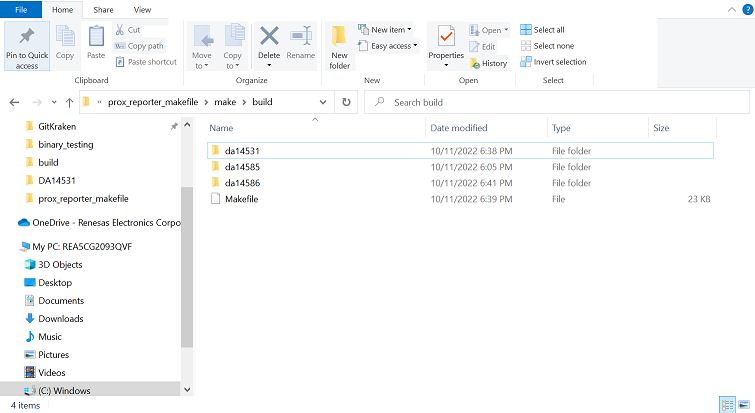 File Home Share View
Pin to Quick access
Copy
Paste
Cut
Copy path
Paste shortcut
Clipboard
Move to
Copy to
Delete
Rename
Organize
New folder
New item
Easy access
New
Properties
Open
Edit
History
Open
Select all
Select none
Invert selection
Select
« prox_reporter_makefile › make › build
Search build
GitKraken
binary_testing
build
DA14531
prox_reporter_makefile
OneDrive - Renesas Electronics Corpo
My PC: REA5CG2093QVF
3D Objects
Desktop
Documents
Downloads
Music
Pictures
Videos
(C:) Windows
Name Date modified Type Size
da14531 10/11/2022 6:38 PM File folder
da14585 10/11/2022 6:05 PM File folder
da14586 10/11/2022 6:41 PM File folder
Makefile 10/11/2022 6:39 PM File 23 KB
4 items